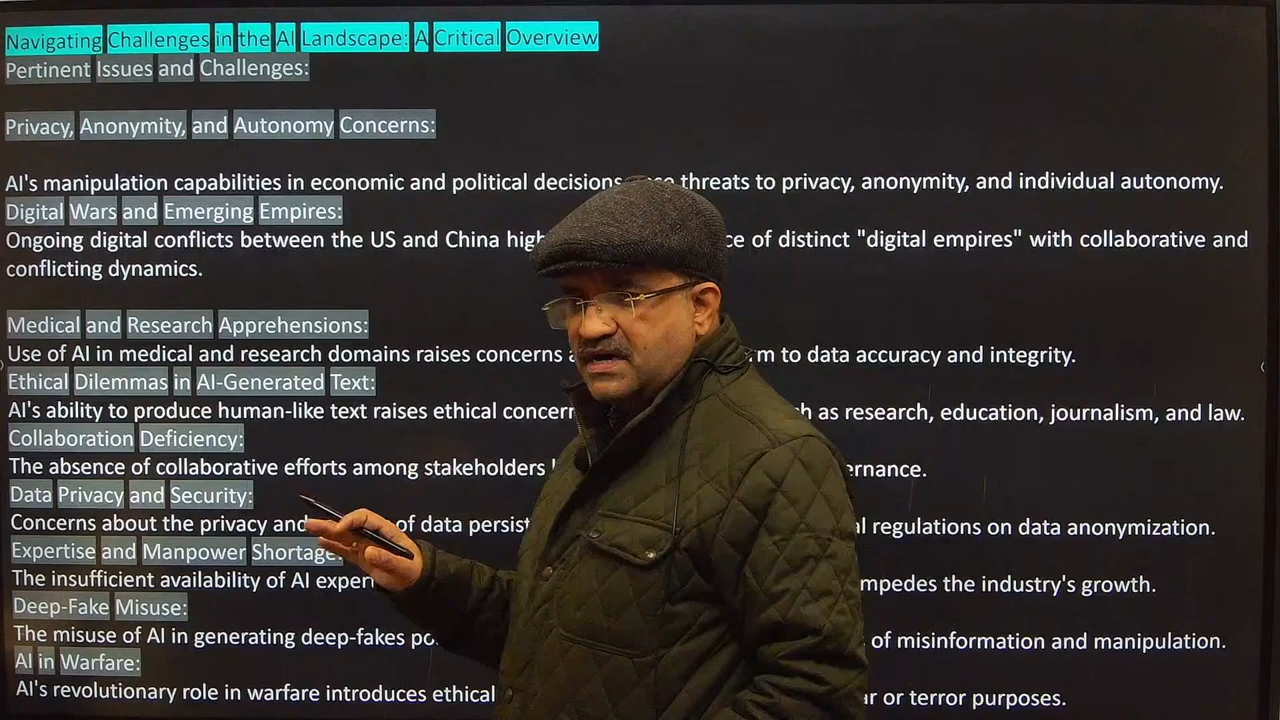 Navigating Challenges in the AI Landscape: A Critical Overview
Pertinent Issues and Challenges:
Privacy, Anonymity, and Autonomy Concerns:
AI's manipulation capabilities in economic and political decisions threats to privacy, anonymity, and individual autonomy.
Digital Wars and Emerging Empires:
Ongoing digital conflicts between the US and China of distinct "digital empires" with collaborative and
conflicting dynamics.
Medical and Research Apprehensions:
Use of AI in medical and research domains raises concerns to data accuracy and integrity.
Ethical Dilemmas in AI-Generated Text:
AI's ability to produce human-like text raises ethical as research, education, journalism, and law.
Collaboration Deficiency:
The absence of collaborative efforts among stakeholders
Data Privacy and Security:
Concerns about the privacy and of data regulations on data anonymization.
Expertise and Manpower Shortage:
The insufficient availability of AI impedes the industry's growth.
Deep-Fake Misuse:
The misuse of AI in generating deep-fakes of misinformation and manipulation.
AI in Warfare:
AI's revolutionary role in warfare introduces ethical or terror purposes.